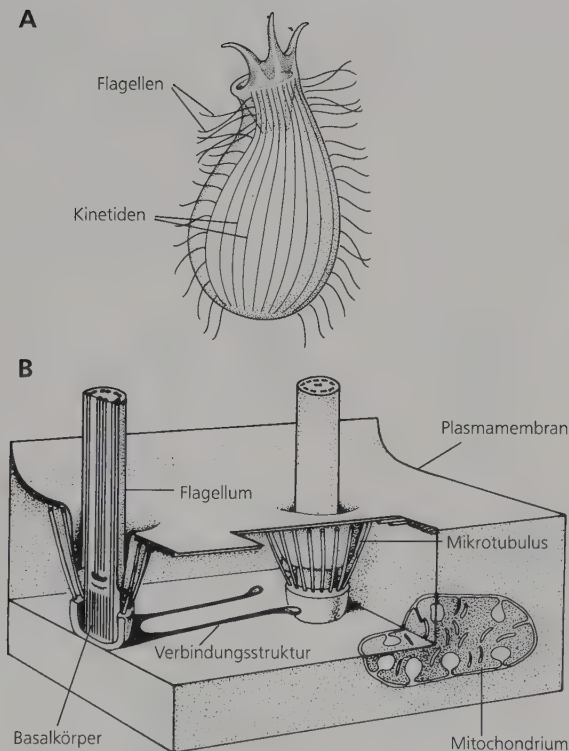 A
Flagellen
Kinetiden
B
Plasmamembran
Flagellum
Mikrotubulus
Verbindungsstruktur
Basalkörper
Mitochondrium